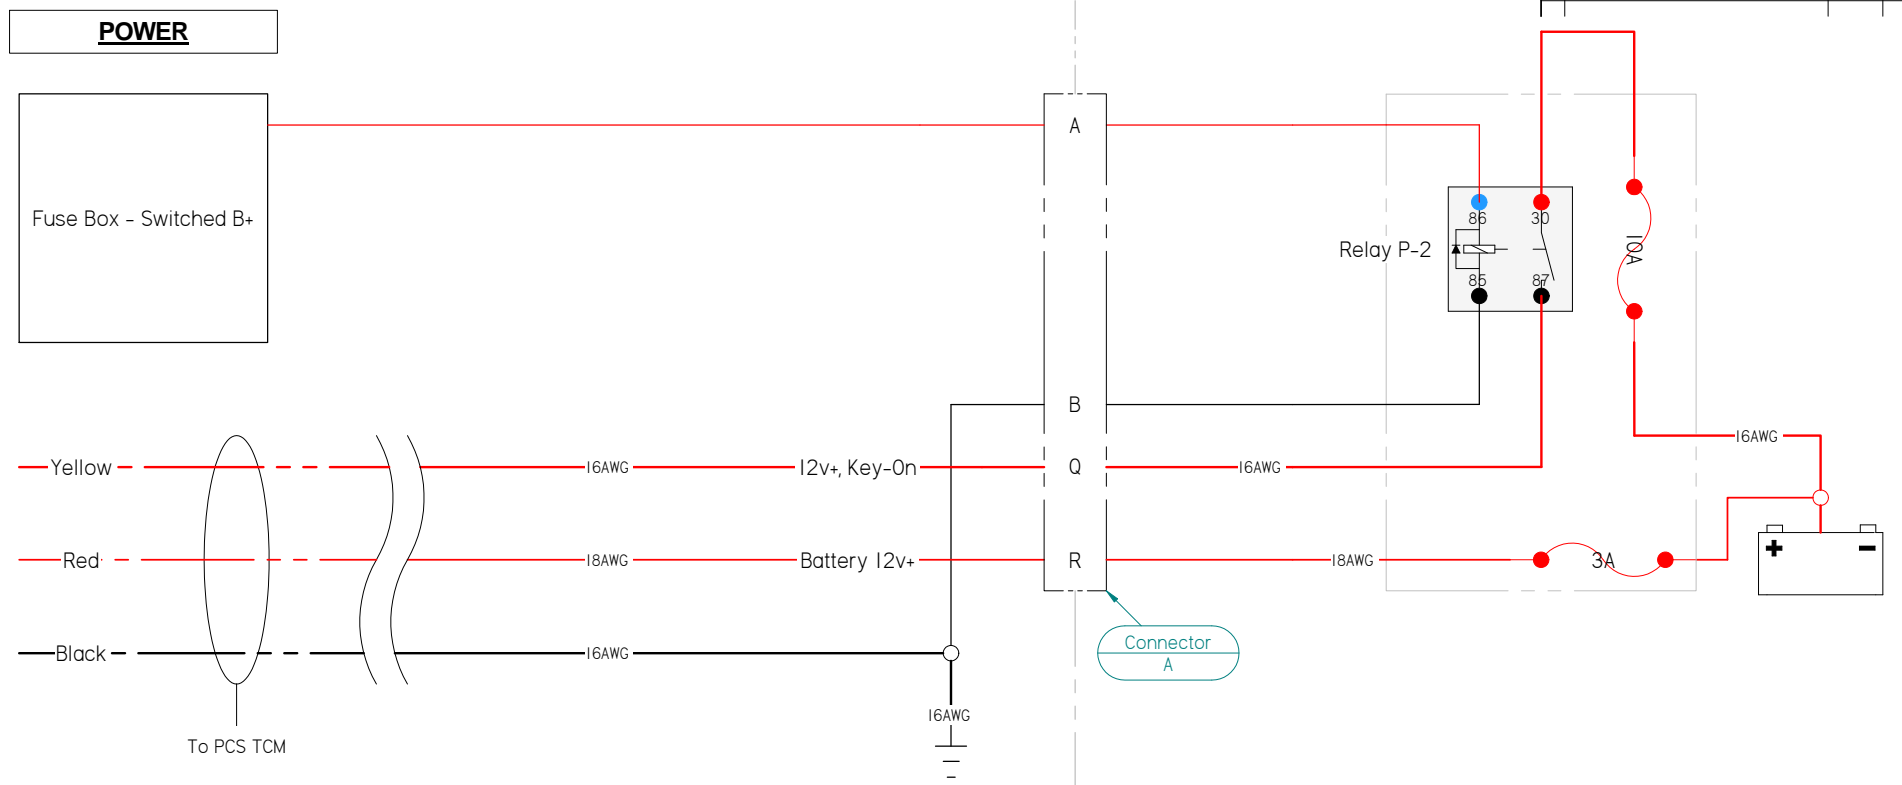 POWER
A
Fuse Box - Switched B+
86
30
Relay P-2
10A
85
87
B
16AWG
Yellow
16AWG
12v+, Key-On
Q
16AWG
Red
18AWG
Battery 12v+
R
18AWG
3A
+
-
Connector
A
Black
16AWG
16AWG
To PCS TCM